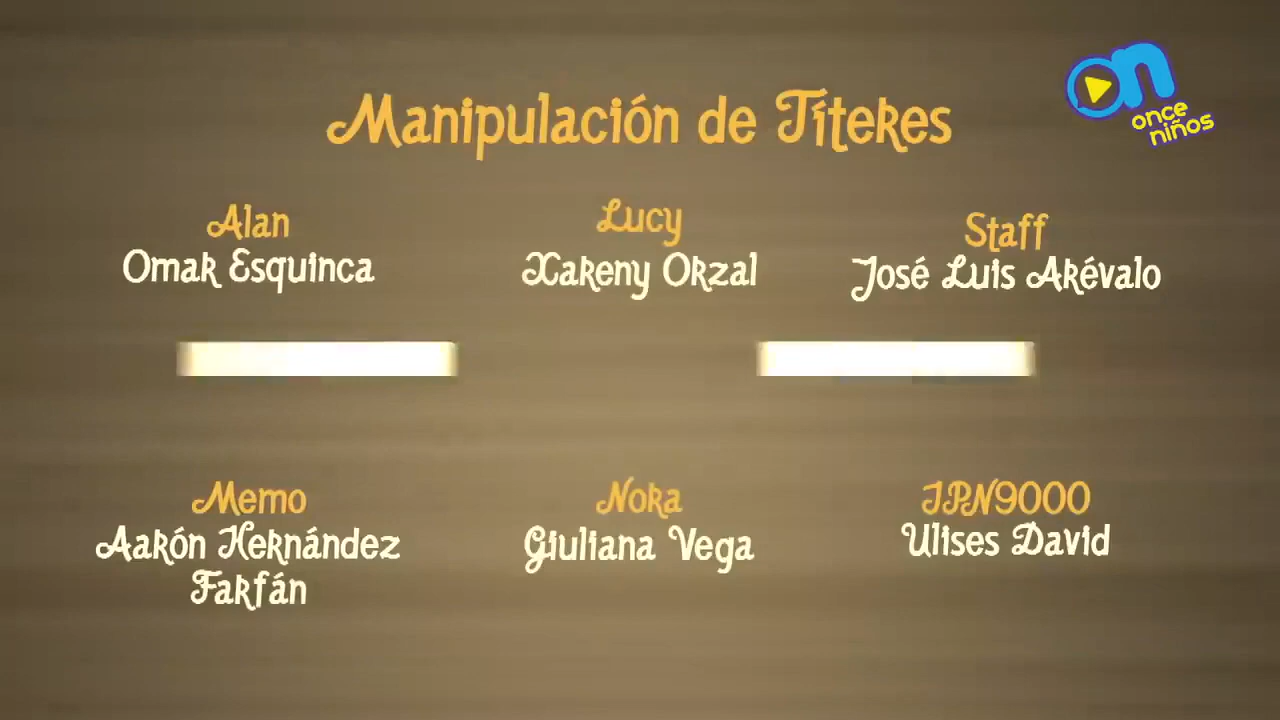 Manipulación de Títeres
on
once
niños
Alan
Omar Esquinca
Lucy
Xareny Orzal
Staff
José Luis Arévalo
Memo
Aarón Hernández
Farfán
Nora
Giuliana Vega
IPN9000
Ulises David